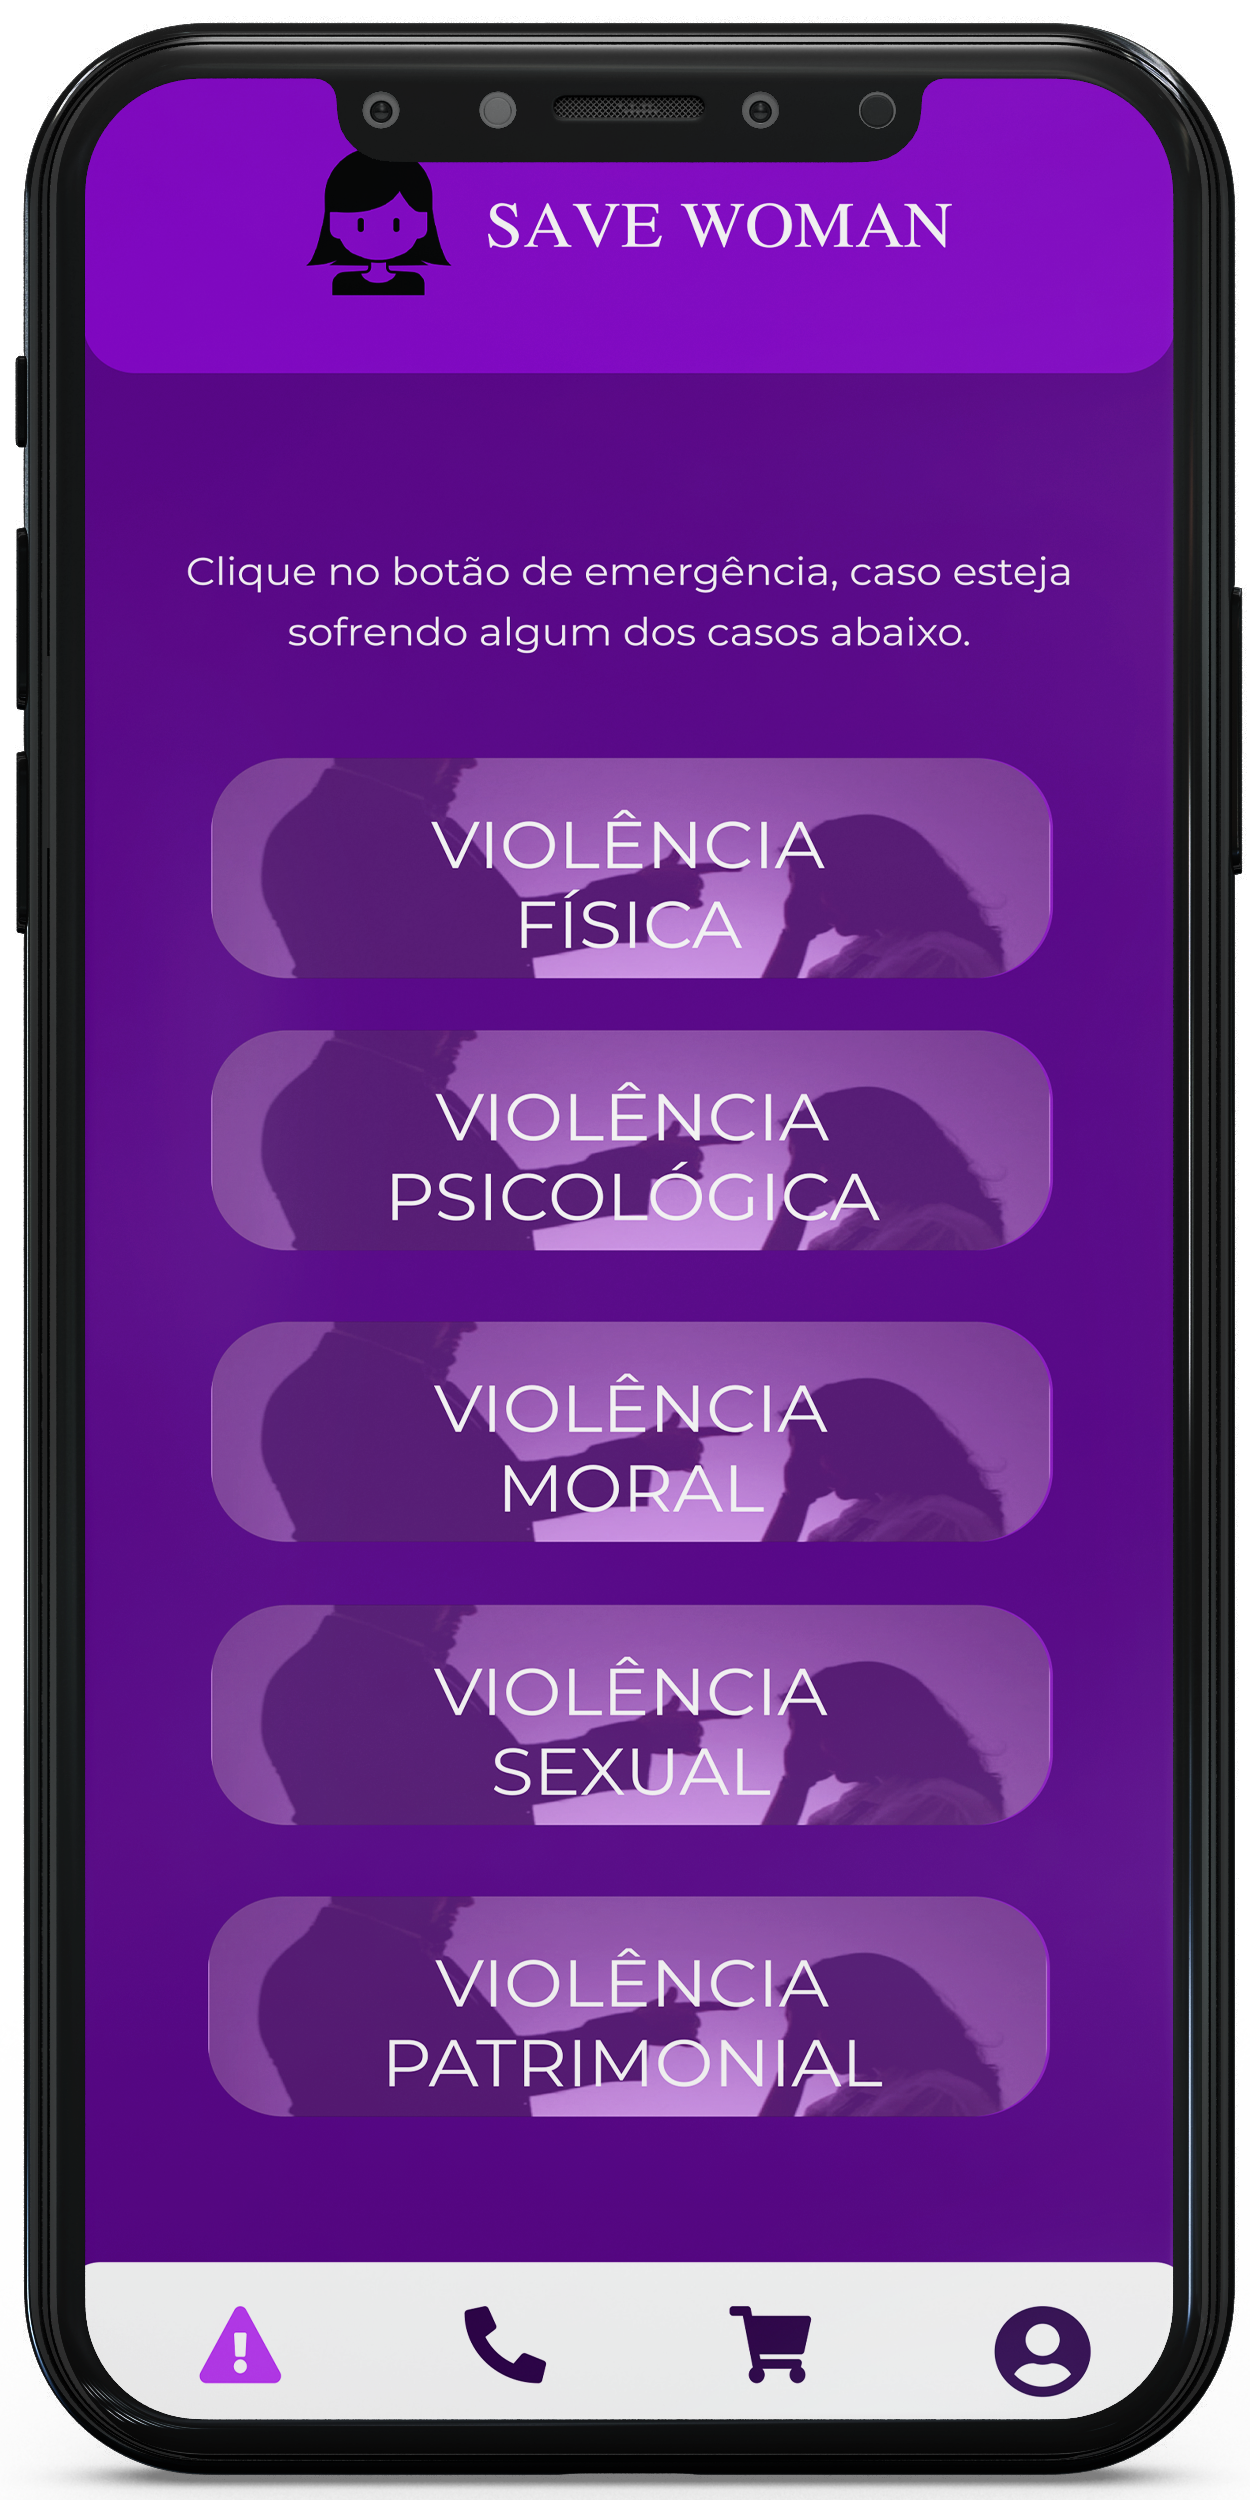 SAVE WOMAN
Clique no botão de emergência, caso esteja
sofrendo algum dos casos abaixo.
VIOLÊNCIA
FÍSICA
VIOLÊNCIA
PSICOLÓGICA
VIOLÊNCIA
MORAL
VIOLÊNCIA
SEXUAL
VIOLÊNCIA
PATRIMONIAL